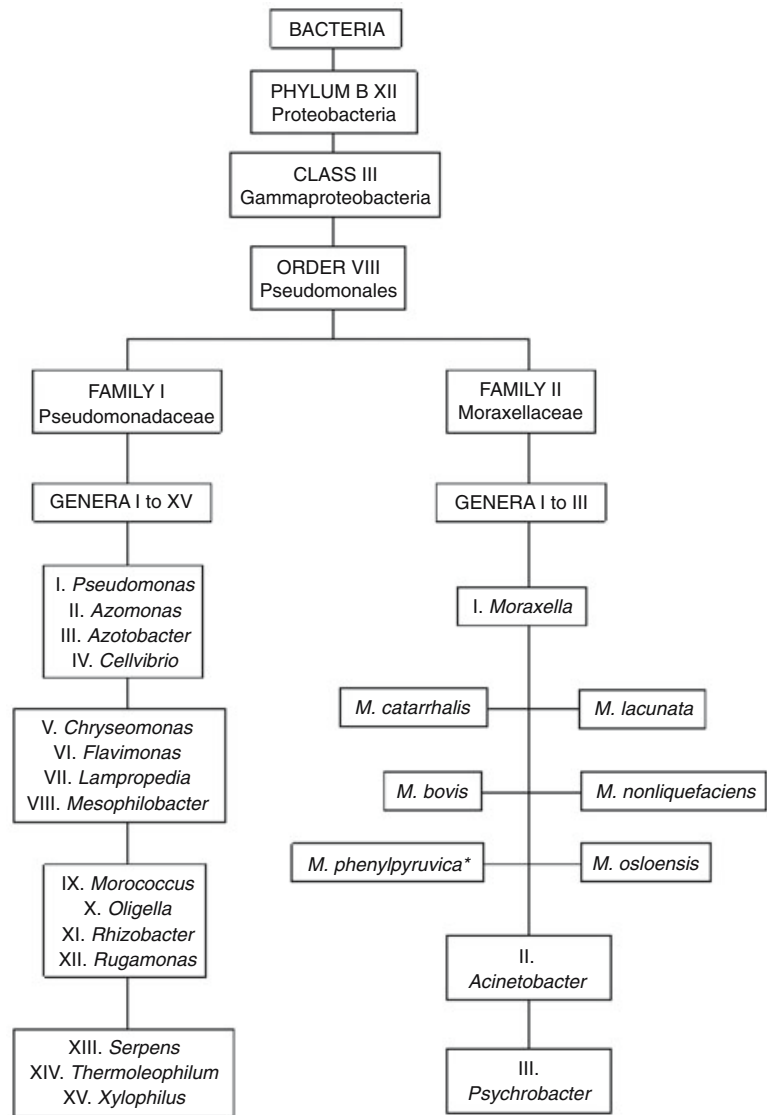 BACTERIA
PHYLUM B XII
Proteobacteria
CLASS III
Gammaproteobacteria
ORDER VIII
Pseudomonales
FAMILY I
Pseudomonadaceae
GENERA I to XV
I. Pseudomonas
II. Azomonas
III. Azotobacter
IV. Cellvibrio
V. Chryseomonas
VI. Flavimonas
VII. Lampropedia
VIII. Mesophilobacter
IX. Morococcus
X. Oligella
XI. Rhizobacter
XII. Rugamonas
XIII. Serpens
XIV. Thermoleophilum
XV. Xylophilus
FAMILY II
Moraxellaceae
GENERA I to III
I. Moraxella
M. catarrhalis
M. lacunata
M. bovis
M. nonliquefaciens
M. phenylpyruvica*
M. osloensis
II.
Acinetobacter
III.
Psychrobacter